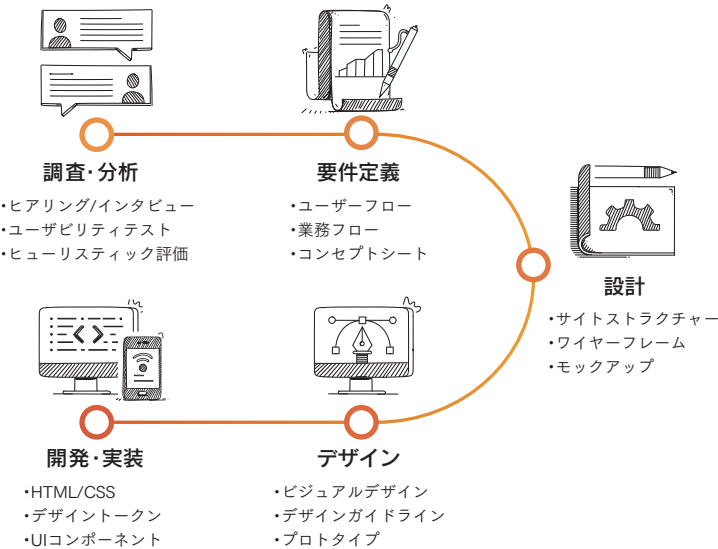 調査・分析
・ヒアリング/インタビュー
・ユーザビリティテスト
・ヒューリスティック評価
要件定義
・ユーザーフロー
・業務フロー
・コンセプトシート
設計
・サイトストラクチャー
・ワイヤーフレーム
・モックアップ
デザイン
・ビジュアルデザイン
・デザインガイドライン
・プロトタイプ
開発・実装
・HTML/CSS
・デザイントークン
・UIコンポーネント